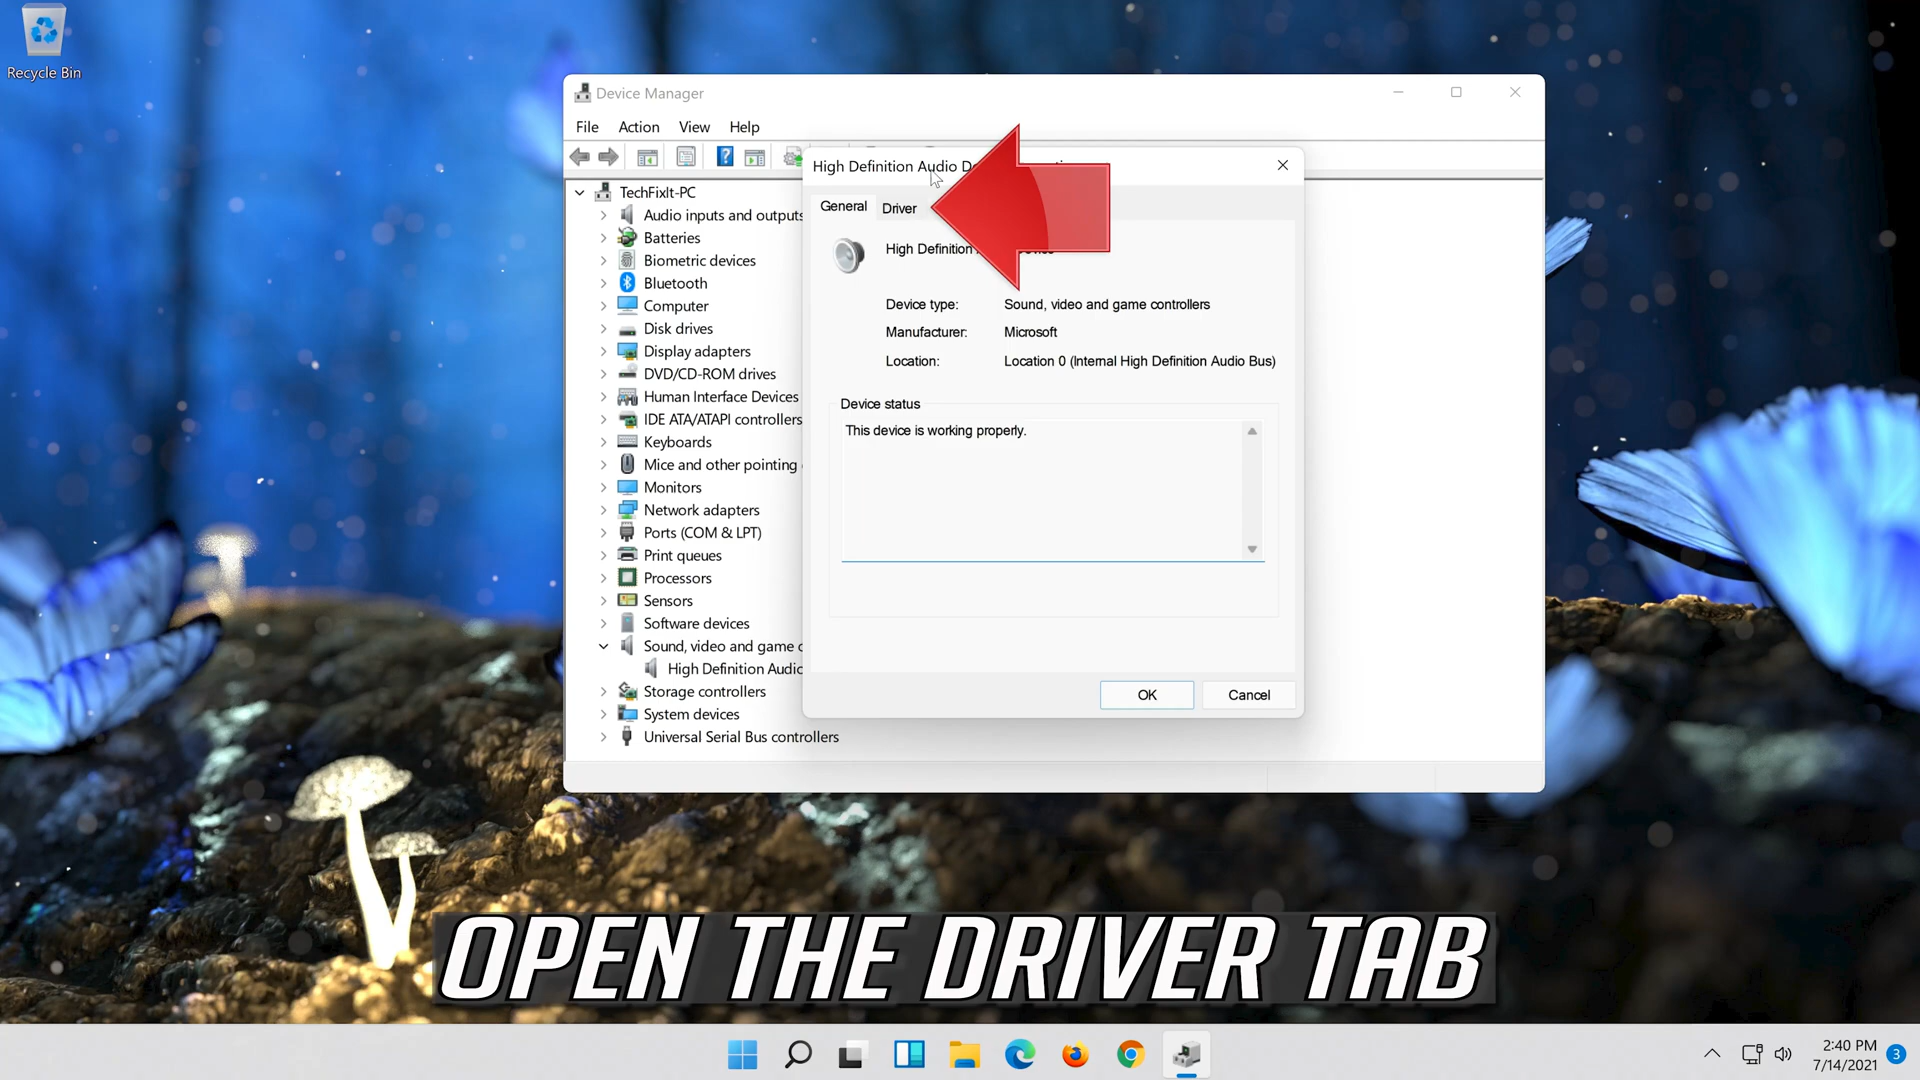 Recycle Bin
Device Manager
File Action View Help
TechFixIt-PC
Audio inputs and outputs
Batteries
Biometric devices
Bluetooth
Computer
Disk drives
Display adapters
DVD/CD-ROM drives
Human Interface Devices
IDE ATA/ATAPI controllers
Keyboards
Mice and other pointing
Monitors
Network adapters
Ports (COM & LPT)
Print queues
Processors
Sensors
Software devices
Sound, video and game c
High Definition Audio
Storage controllers
System devices
Universal Serial Bus controllers
High Definition Audio
General Driver
High Definition
Device type: Sound, video and game controllers
Manufacturer: Microsoft
Location: Location 0 (Internal High Definition Audio Bus)
Device status
This device is working properly.
OK Cancel
OPEN THE DRIVER TAB
2:40 PM
7/14/2021
3